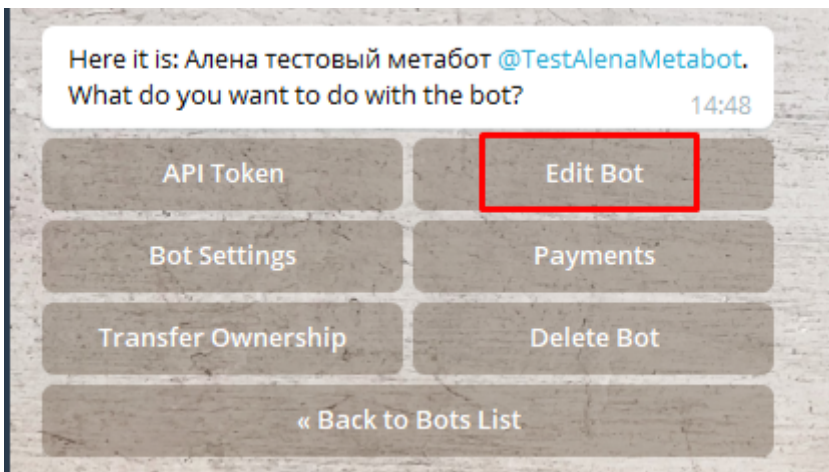 Here it is: Алена тестовый метабот @TestAlenaMetabot.
What do you want to do with the bot?
14:48
API Token
Edit Bot
Bot Settings
Payments
Transfer Ownership
Delete Bot
« Back to Bots List